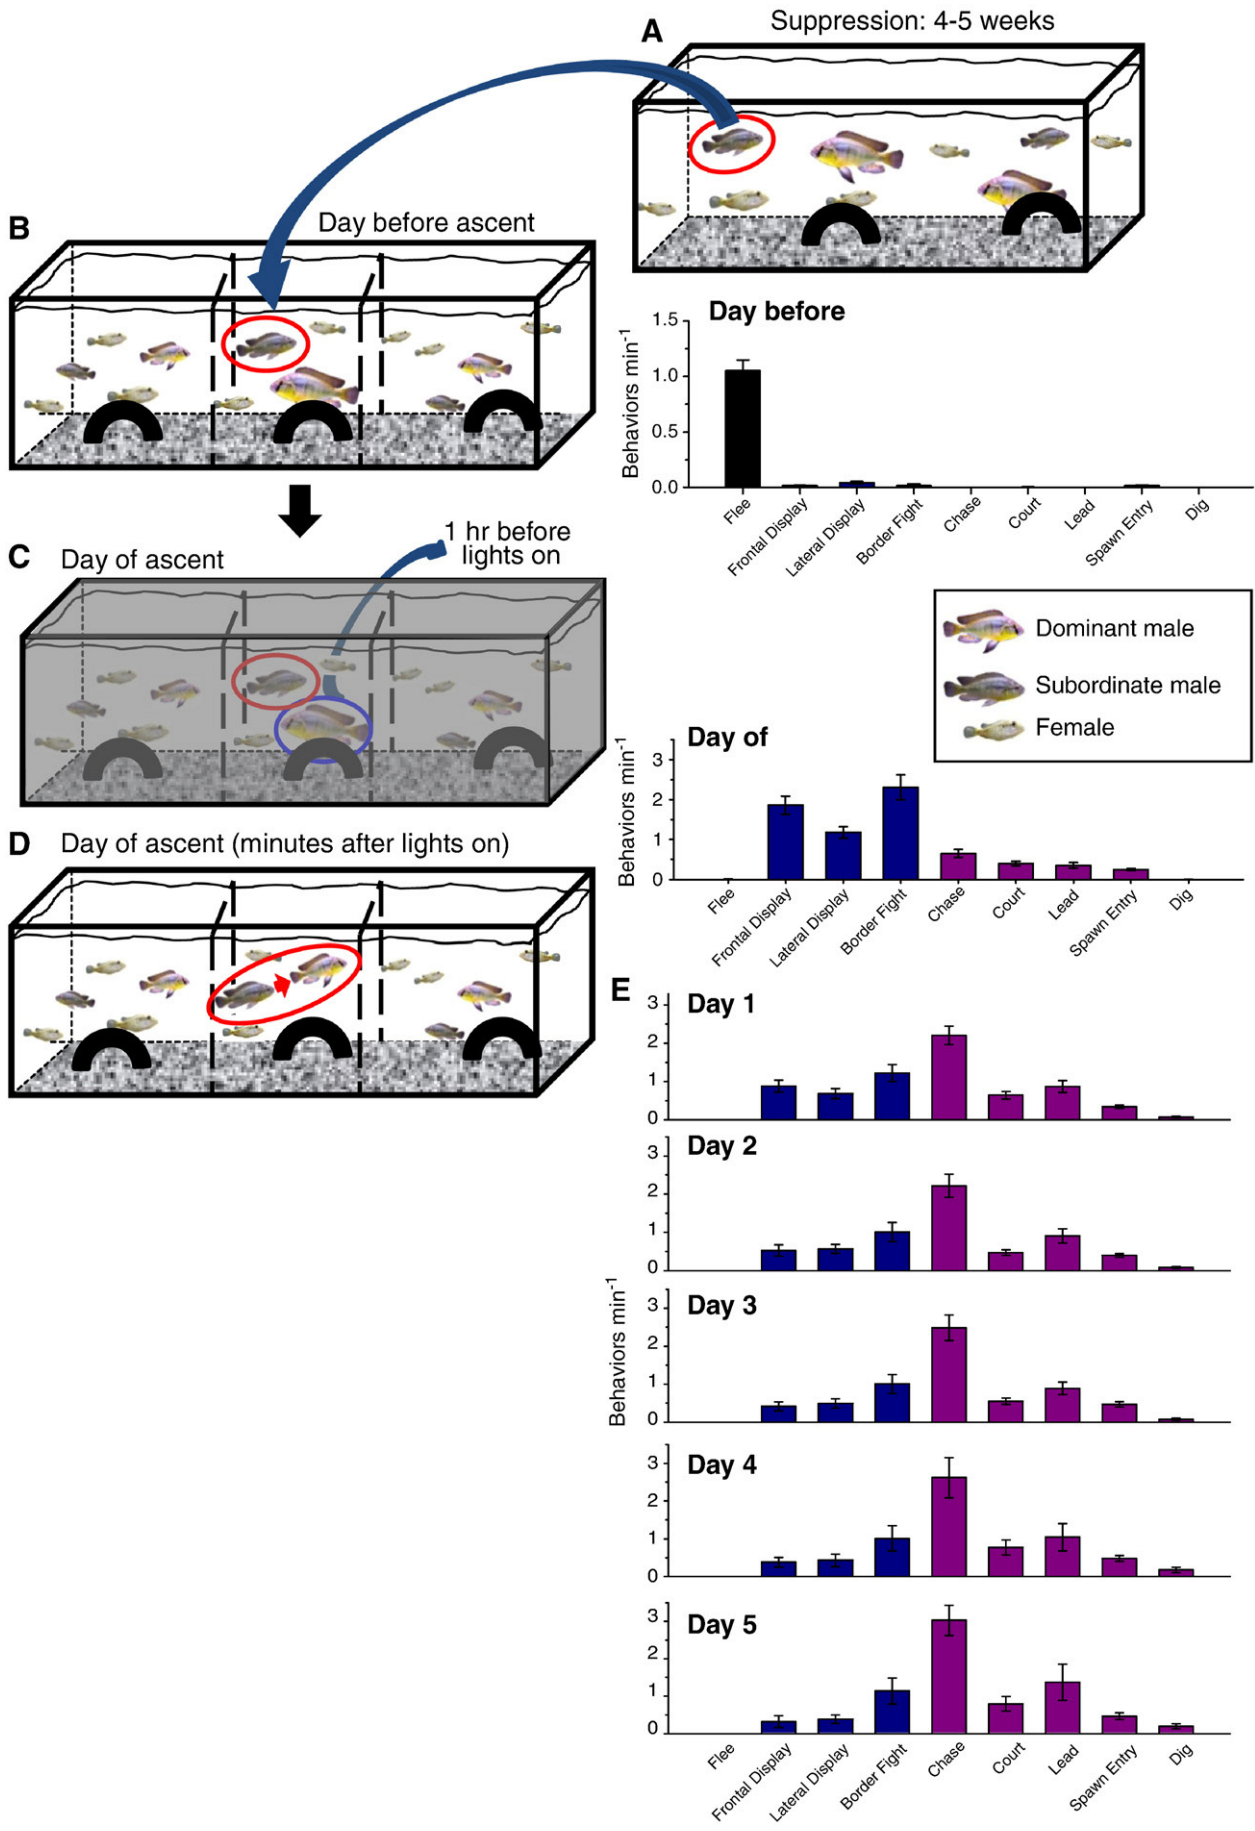 A
Suppression: 4-5 weeks
B
Day before ascent
Day before
Behaviors min-1
1.5
1.0
0.5
0.0
Flee
Frontal Display
Lateral Display
Border Fight
Chase
Court
Lead
Spawn Entry
Dig
C
Day of ascent
1 hr before
lights on
Dominant male
Subordinate male
Female
Day of
Behaviors min-1
3
2
1
0
Flee
Frontal Display
Lateral Display
Border Fight
Chase
Court
Lead
Spawn Entry
Dig
D
Day of ascent (minutes after lights on)
E
Behaviors min-1
Day 1
3
2
1
0
Day 2
3
2
1
0
Day 3
3
2
1
0
Day 4
3
2
1
0
Day 5
3
2
1
0
Flee
Frontal Display
Lateral Display
Border Fight
Chase
Court
Lead
Spawn Entry
Dig